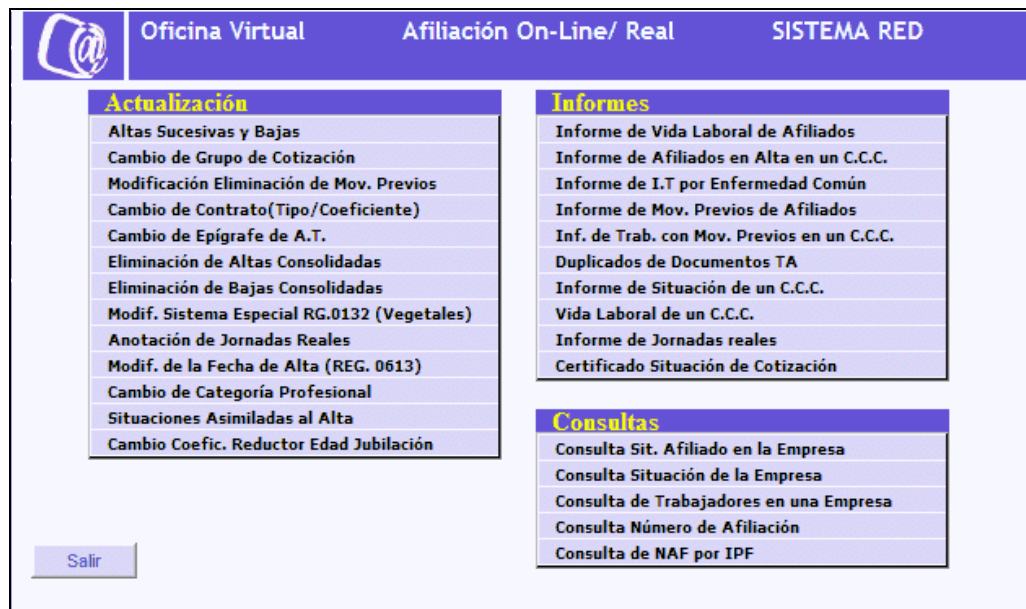 Oficina Virtual Afiliación On-Line/ Real SISTEMA RED
Actualización
Altas Sucesivas y Bajas
Cambio de Grupo de Cotización
Modificación Eliminación de Mov. Previos
Cambio de Contrato(Tipo/Coeficiente)
Cambio de Epígrafe de A.T.
Eliminación de Altas Consolidadas
Eliminación de Bajas Consolidadas
Modif. Sistema Especial RG.0132 (Vegetales)
Anotación de Jornadas Reales
Modif. de la Fecha de Alta (REG. 0613)
Cambio de Categoría Profesional
Situaciones Asimiladas al Alta
Cambio Coefic. Reductor Edad Jubilación
Informes
Informe de Vida Laboral de Afiliados
Informe de Afiliados en Alta en un C.C.C.
Informe de I.T por Enfermedad Común
Informe de Mov. Previos de Afiliados
Inf. de Trab. con Mov. Previos en un C.C.C.
Duplicados de Documentos TA
Informe de Situación de un C.C.C.
Vida Laboral de un C.C.C.
Informe de Jornadas reales
Certificado Situación de Cotización
Consultas
Consulta Sit. Afiliado en la Empresa
Consulta Situación de la Empresa
Consulta de Trabajadores en una Empresa
Consulta Número de Afiliación
Consulta de NAF por IPF
Salir